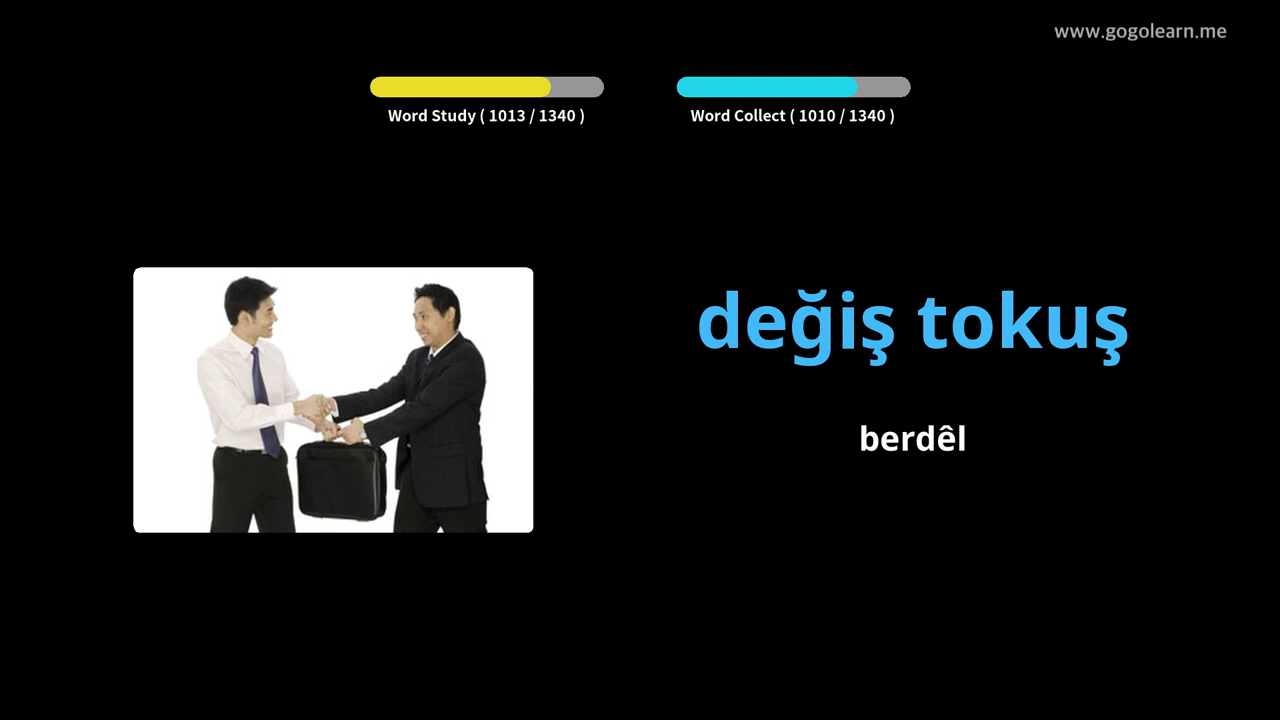 www.gogolearn.me
Word Study ( 1013 / 1340 )
Word Collect ( 1010 / 1340 )
değiş tokuş
berdêl